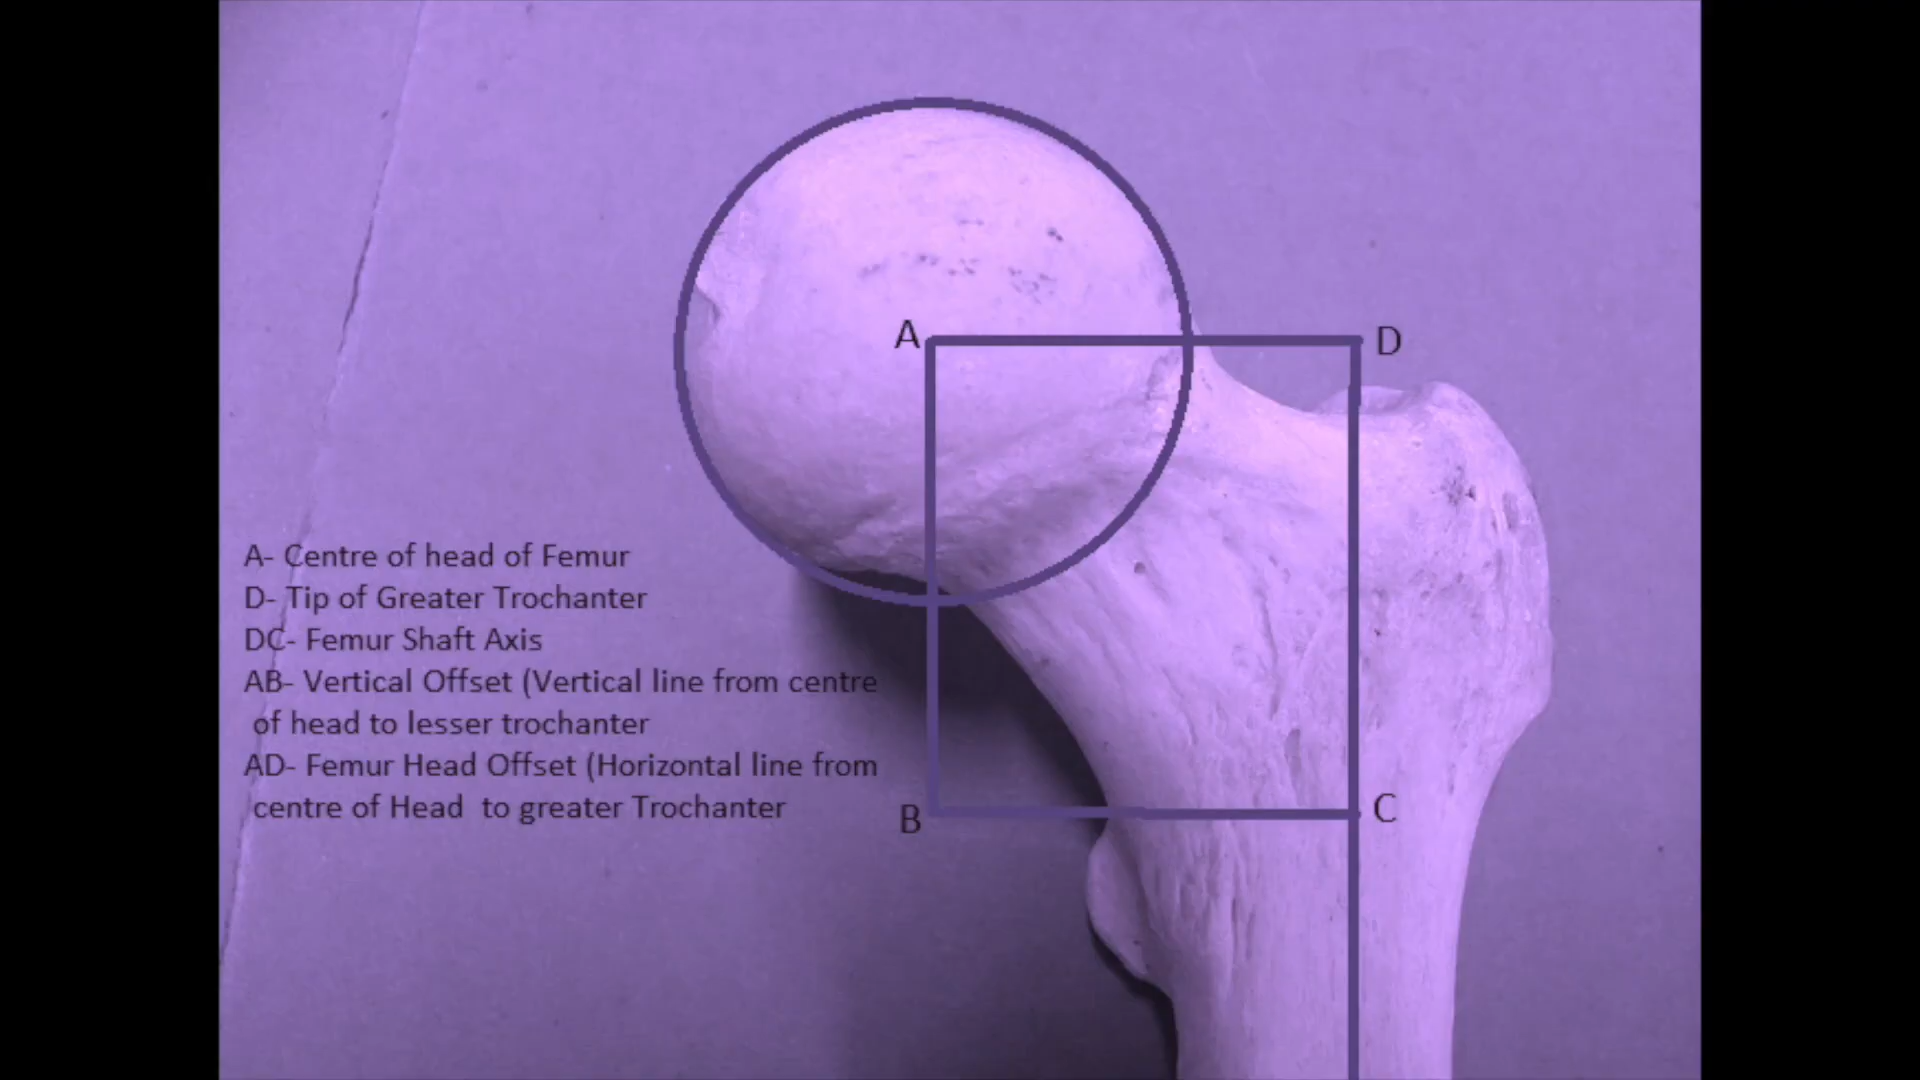 A
D
A- Centre of head of Femur
D- Tip of Greater Trochanter
DC- Femur Shaft Axis
AB- Vertical Offset (Vertical line from centre
of head to lesser trochanter
AD- Femur Head Offset (Horizontal line from
centre of Head  to greater Trochanter
B
C